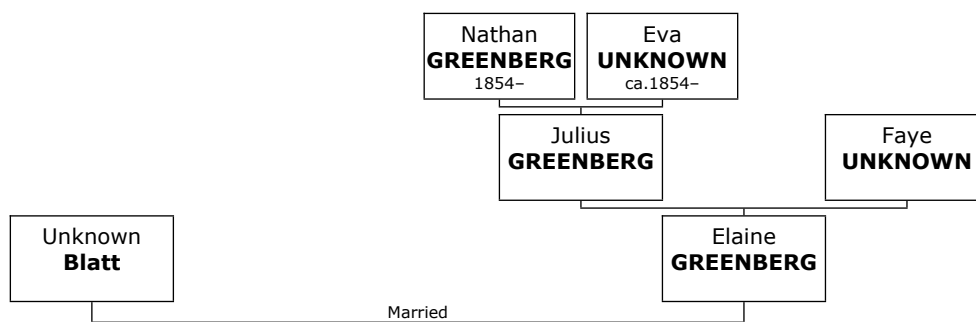 Nathan
GREENBERG
1854–
Eva
UNKNOWN
ca.1854–
Julius
GREENBERG
Faye
UNKNOWN
Unknown
Blatt
Elaine
GREENBERG
Married